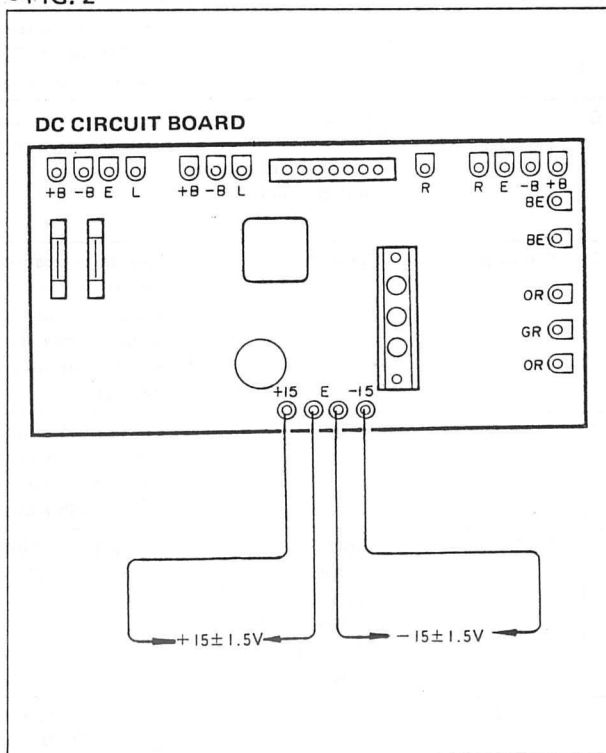 FIG. 2
DC CIRCUIT BOARD
+B -B E L +B -B L R R E -B +B
BE
BE
OR
GR
OR
+15 E -15
+15±1.5V -15±1.5V